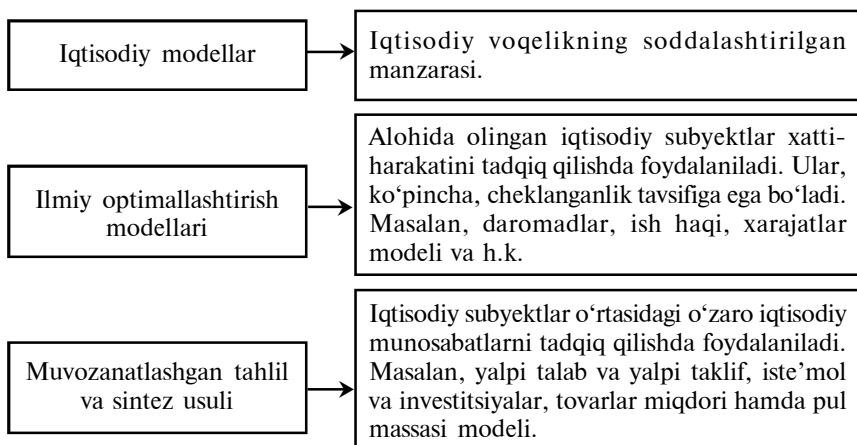 Iqtisodiy modellar
Iqtisodiy voqelikning soddalashtirilgan
manzarasi.
Ilmiy optimallashtirish
modellari
Alohida olingan iqtisodiy subyektlar xatti-
harakatini tadqiq qilishda foydalaniladi. Ular,
ko‘pincha, cheklanganlik tavsifiga ega bo‘ladi.
Masalan, daromadlar, ish haqi, xarajatlar
modeli va h.k.
Muvozanatlashgan tahlil
va sintez usuli
Iqtisodiy subyektlar o‘rtasidagi o‘zaro iqtisodiy
munosabatlarni tadqiq qilishda foydalaniladi.
Masalan, yalpi talab va yalpi taklif, iste’mol
va investitsiyalar, tovarlar miqdori hamda pul
massasi modeli.